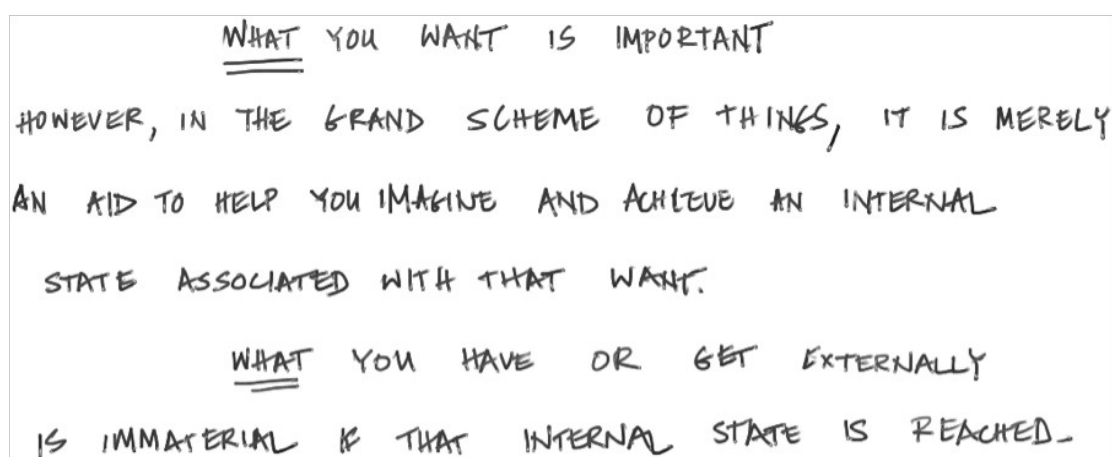 WHAT YOU WANT IS IMPORTANT
HOWEVER, IN THE GRAND SCHEME OF THINGS, IT IS MERELY
AN AID TO HELP YOU IMAGINE AND ACHIEVE AN INTERNAL
STATE ASSOCIATED WITH THAT WANT.
WHAT YOU HAVE OR GET EXTERNALLY
IS IMMATERIAL IF THAT INTERNAL STATE IS REACHED_